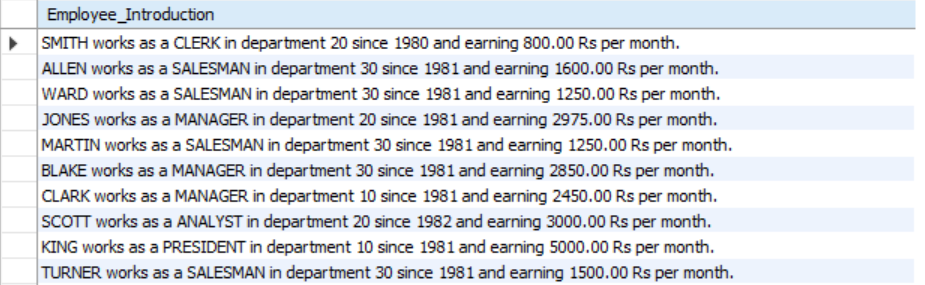 Employee_Introduction
SMITH works as a CLERK in department 20 since 1980 and earning 800.00 Rs per month.
ALLEN works as a SALESMAN in department 30 since 1981 and earning 1600.00 Rs per month.
WARD works as a SALESMAN in department 30 since 1981 and earning 1250.00 Rs per month.
JONES works as a MANAGER in department 20 since 1981 and earning 2975.00 Rs per month.
MARTIN works as a SALESMAN in department 30 since 1981 and earning 1250.00 Rs per month.
BLAKE works as a MANAGER in department 30 since 1981 and earning 2850.00 Rs per month.
CLARK works as a MANAGER in department 10 since 1981 and earning 2450.00 Rs per month.
SCOTT works as a ANALYST in department 20 since 1982 and earning 3000.00 Rs per month.
KING works as a PRESIDENT in department 10 since 1981 and earning 5000.00 Rs per month.
TURNER works as a SALESMAN in department 30 since 1981 and earning 1500.00 Rs per month.